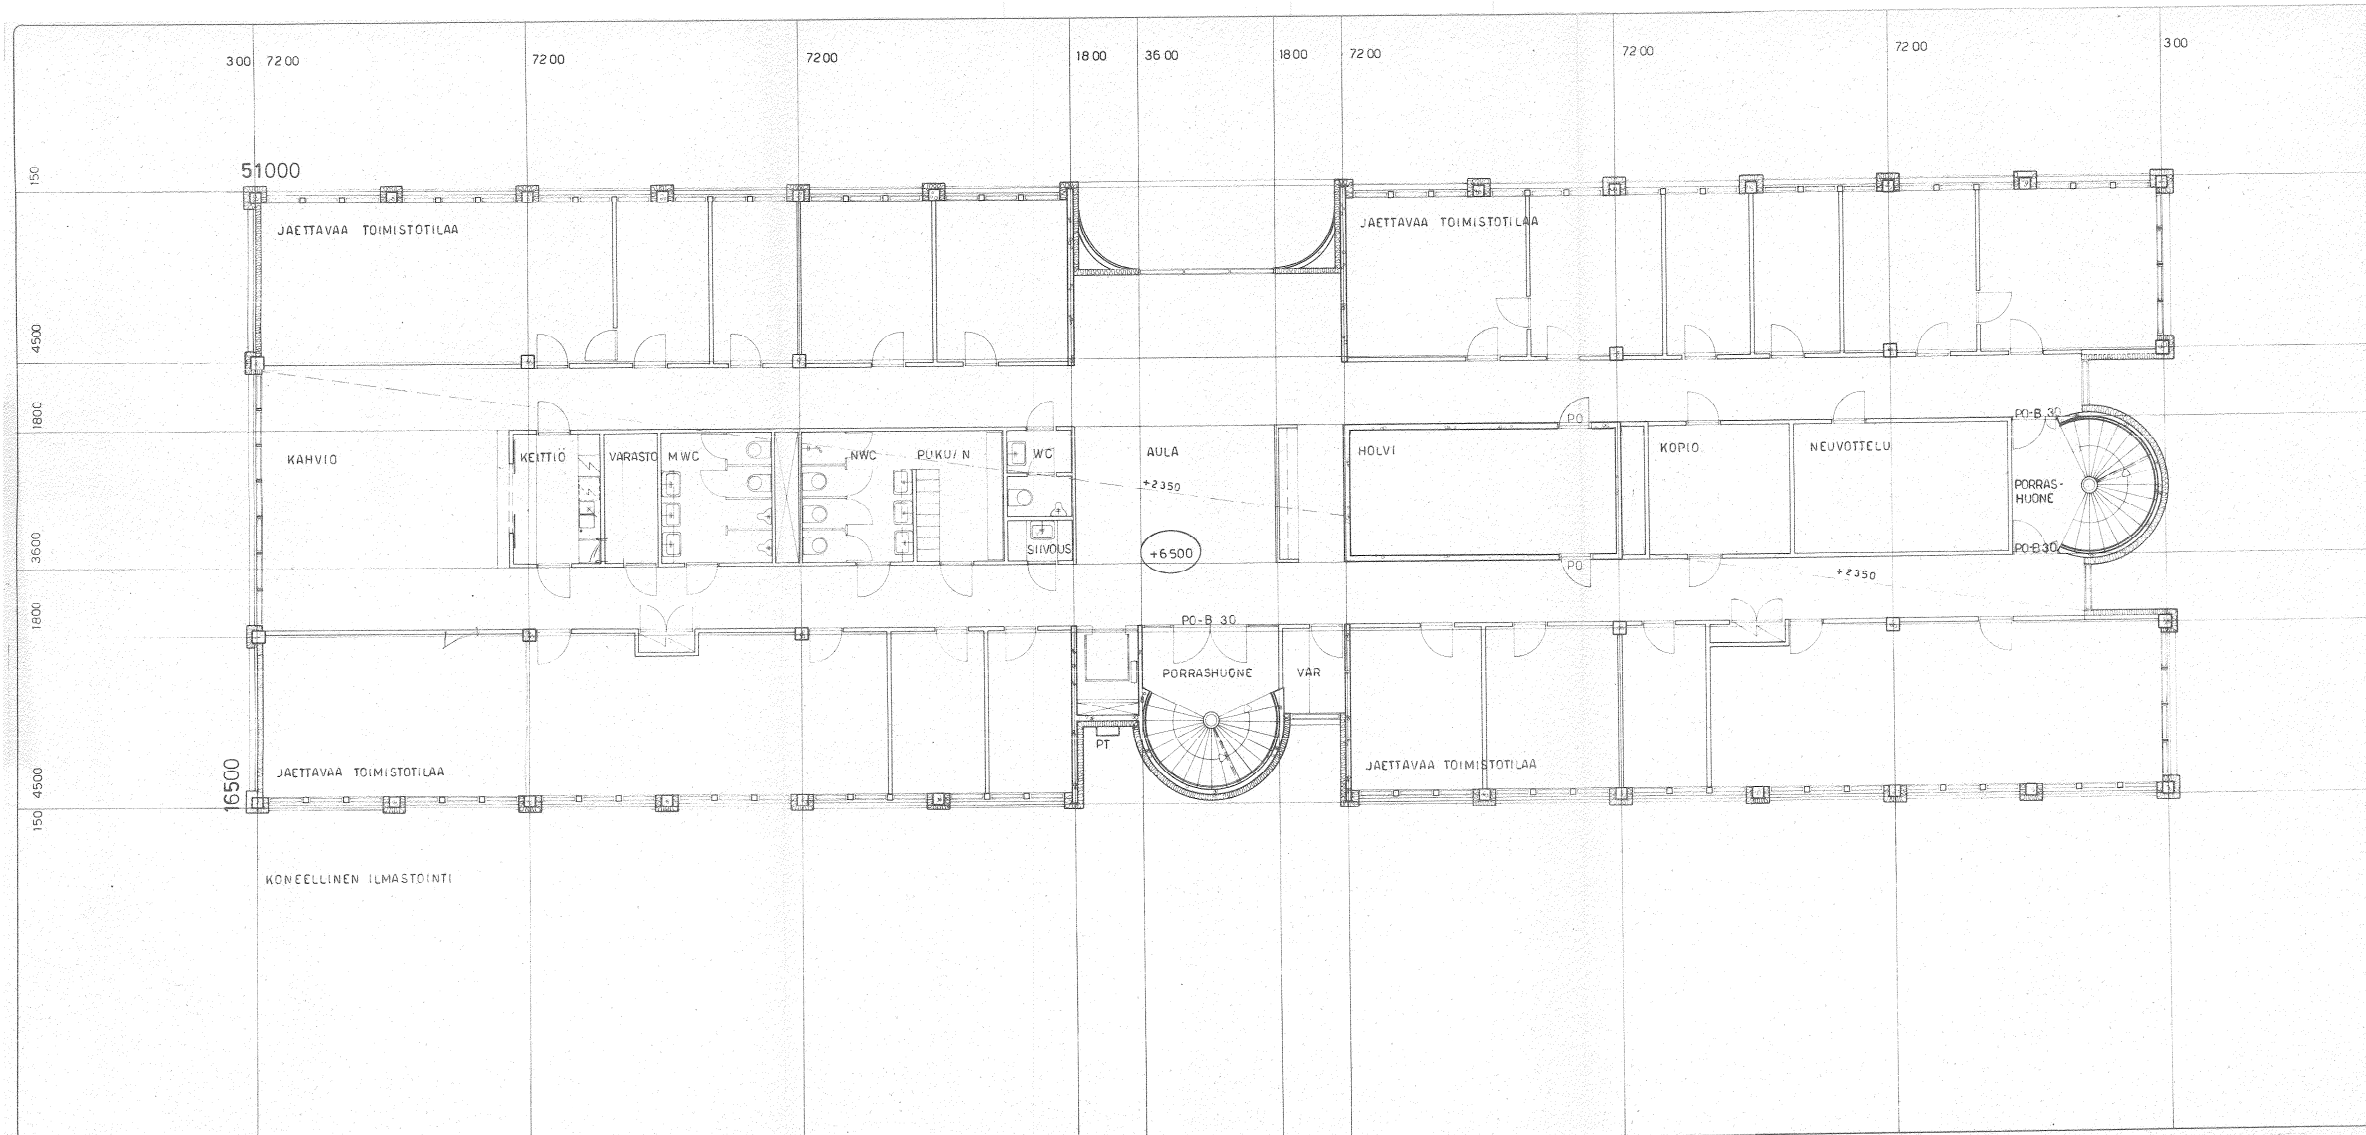 300 7200 7200 7200 1800 3600 1800 7200 7200 7200 300
150
51000
JAETTAVAA TOIMISTOTILAA
JAETTAVAA TOIMISTOTILAA
4500
1800
PO
PO-B 30
KAHVIO
KEITTIÖ
VARASTO
MWC
NWC
PUKUH N
WC
AULA
HOLVI
KOPIO
NEUVOTTELU
+2350
PORRAS-
HUONE
3600
SIIVOUS
+6500
PO
PO-B30
+2350
1800
PO-B 30
PORRASHUONE
VAR
PT
JAETTAVAA TOIMISTOTILAA
JAETTAVAA TOIMISTOTILAA
16500
4500
150
KONEELLINEN ILMASTOINTI